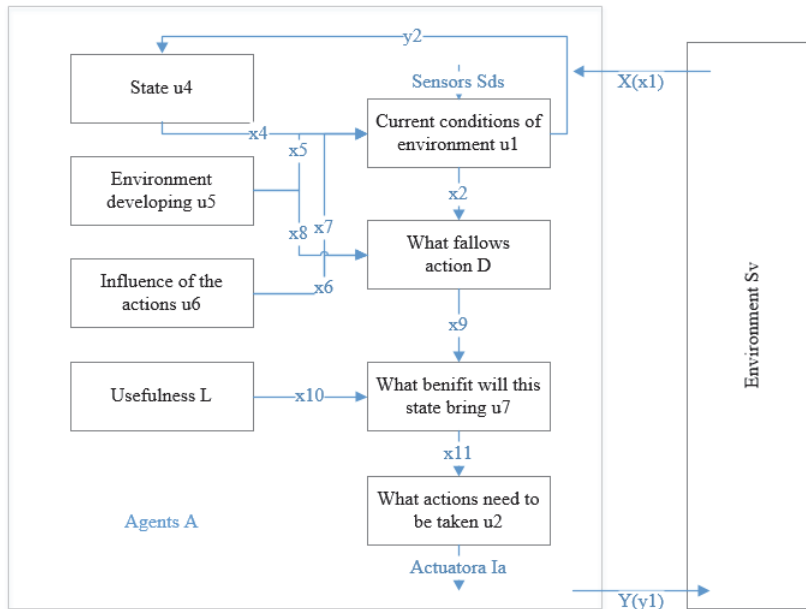 y2
State u4
Sensors Sds
X(x1)
Current conditions of
environment u1
x4
x5
Environment
developing u5
x2
x7
x8
What fallows
action D
Influence of the
actions u6
x6
x9
Environment Sv
Usefulness L
x10
What benifit will this
state bring u7
x11
What actions need to
be taken u2
Agents A
Actuatora Ia
Y(y1)